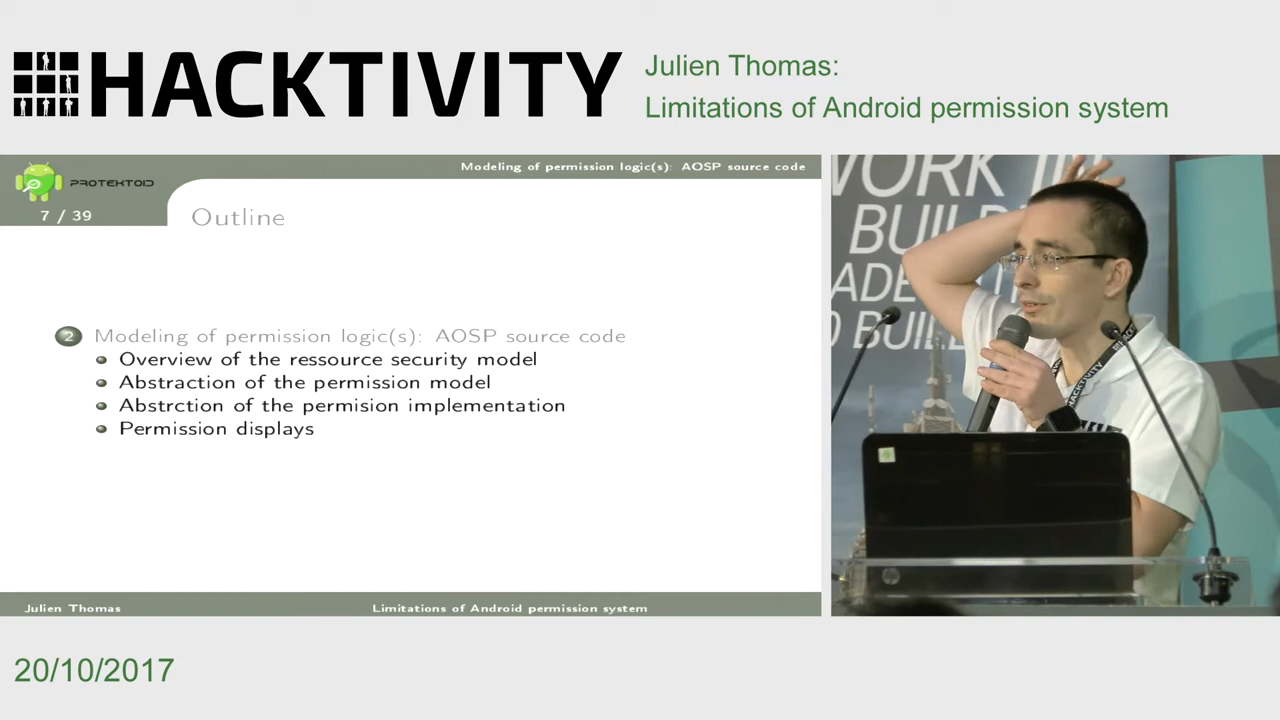 HACKTIVITY
Julien Thomas:
Limitations of Android permission system
PROTEKTOID
Modeling of permission logic(s): AOSP source code
7 / 39
Outline
2 Modeling of permission logic(s): AOSP source code
Overview of the ressource security model
Abstraction of the permission model
Abstrction of the permision implementation
Permission displays
Julien Thomas
Limitations of Android permission system
WORK IN
BUILD
HACKTIVITY
hp
20/10/2017